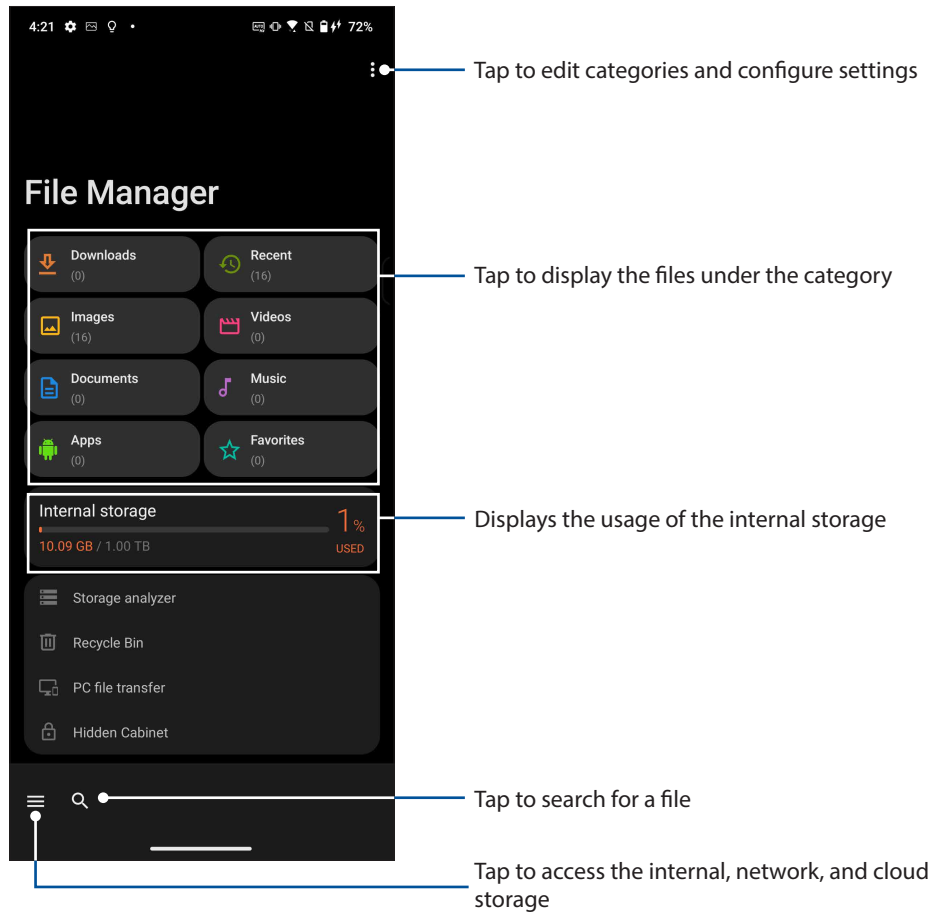 4:21
72%
Tap to edit categories and configure settings
File Manager
Downloads
(0)
Recent
(16)
Tap to display the files under the category
Images
(16)
Videos
(0)
Documents
(0)
Music
(0)
Apps
(0)
Favorites
(0)
Internal storage
1%
10.09 GB / 1.00 TB
USED
Displays the usage of the internal storage
Storage analyzer
Recycle Bin
PC file transfer
Hidden Cabinet
Tap to search for a file
Tap to access the internal, network, and cloud
storage